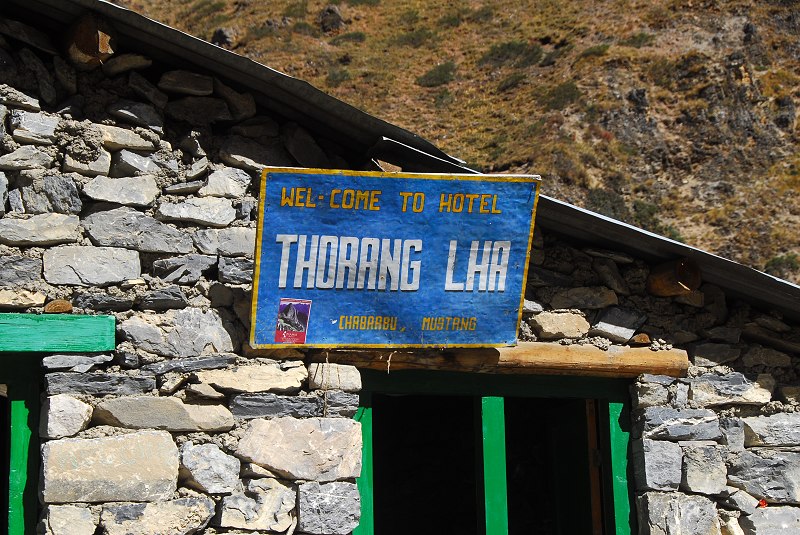 WEL-COME TO HOTEL
THORANG LHA
CHABARBU, MUSTANG